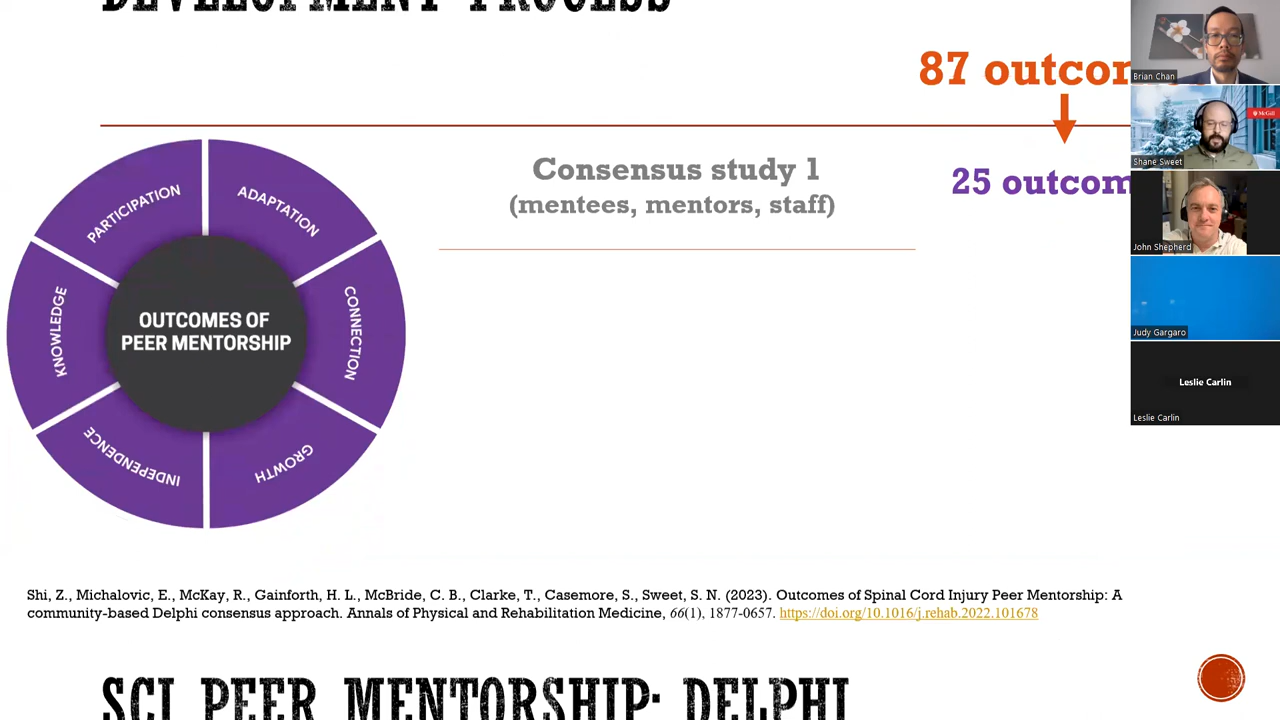 DEVELOPMENT PROCESS
87 outcom
25 outcom
Consensus study 1
(mentees, mentors, staff)
PARTICIPATION
ADAPTATION
KNOWLEDGE
CONNECTION
OUTCOMES OF
PEER MENTORSHIP
INDEPENDENCE
GROWTH
Shi, Z., Michalovic, E., McKay, R., Gainforth, H. L., McBride, C. B., Clarke, T., Casemore, S., Sweet, S. N. (2023). Outcomes of Spinal Cord Injury Peer Mentorship: A
community-based Delphi consensus approach. Annals of Physical and Rehabilitation Medicine, 66(1), 1877-0657. https://doi.org/10.1016/j.rehab.2022.101678
SCI PEER MENTORSHIP: DELPHI
Brian Chan
McGill
Shane Sweet
John Shepherd
Judy Gargaro
Leslie Carlin
Leslie Carlin